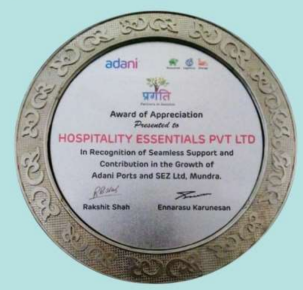 adani
प्रगति
Award of Appreciation
Presented to
HOSPITALITY ESSENTIALS PVT LTD
In Recognition of Seamless Support and
Contribution in the Growth of
Adani Ports and SEZ Ltd, Mundra.
Rakshit Shah Ennarasu Karunesan